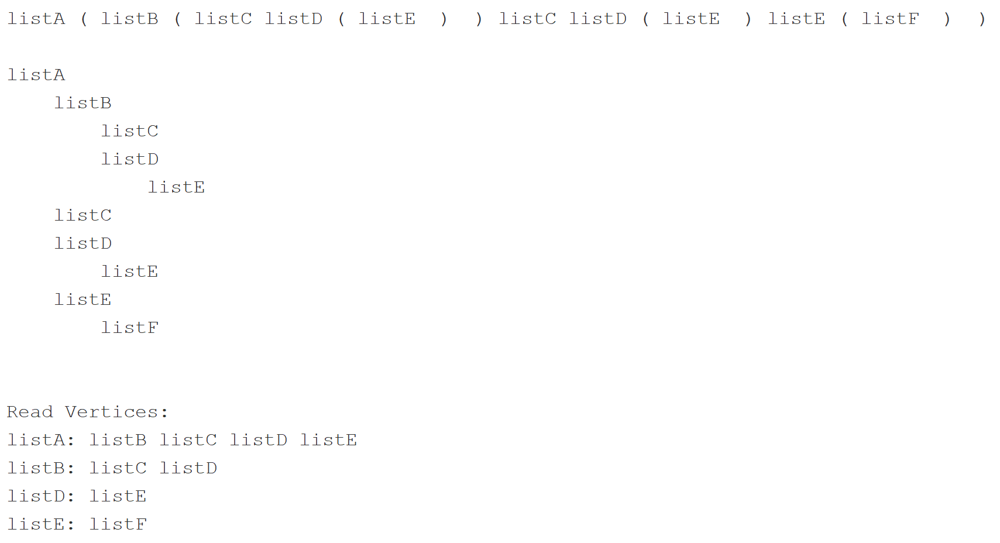 listA ( listB ( listC listD ( listE  )  ) listC listD ( listE  ) listE ( listF  )  )
listA
    listB
        listC
        listD
            listE
    listC
    listD
        listE
    listE
        listF
Read Vertices:
listA: listB listC listD listE
listB: listC listD
listD: listE
listE: listF